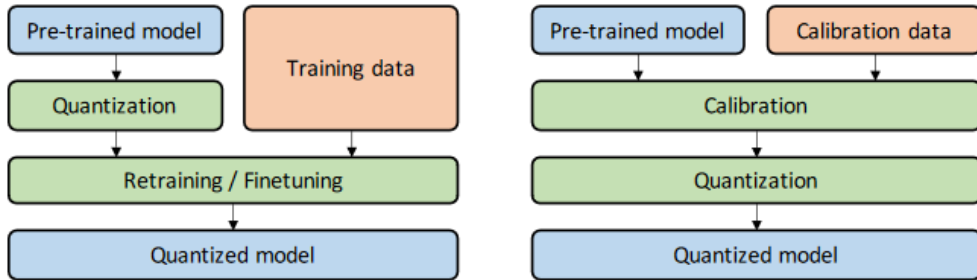 Pre-trained model
Training data
Quantization
Retraining / Finetuning
Quantized model
Pre-trained model
Calibration data
Calibration
Quantization
Quantized model